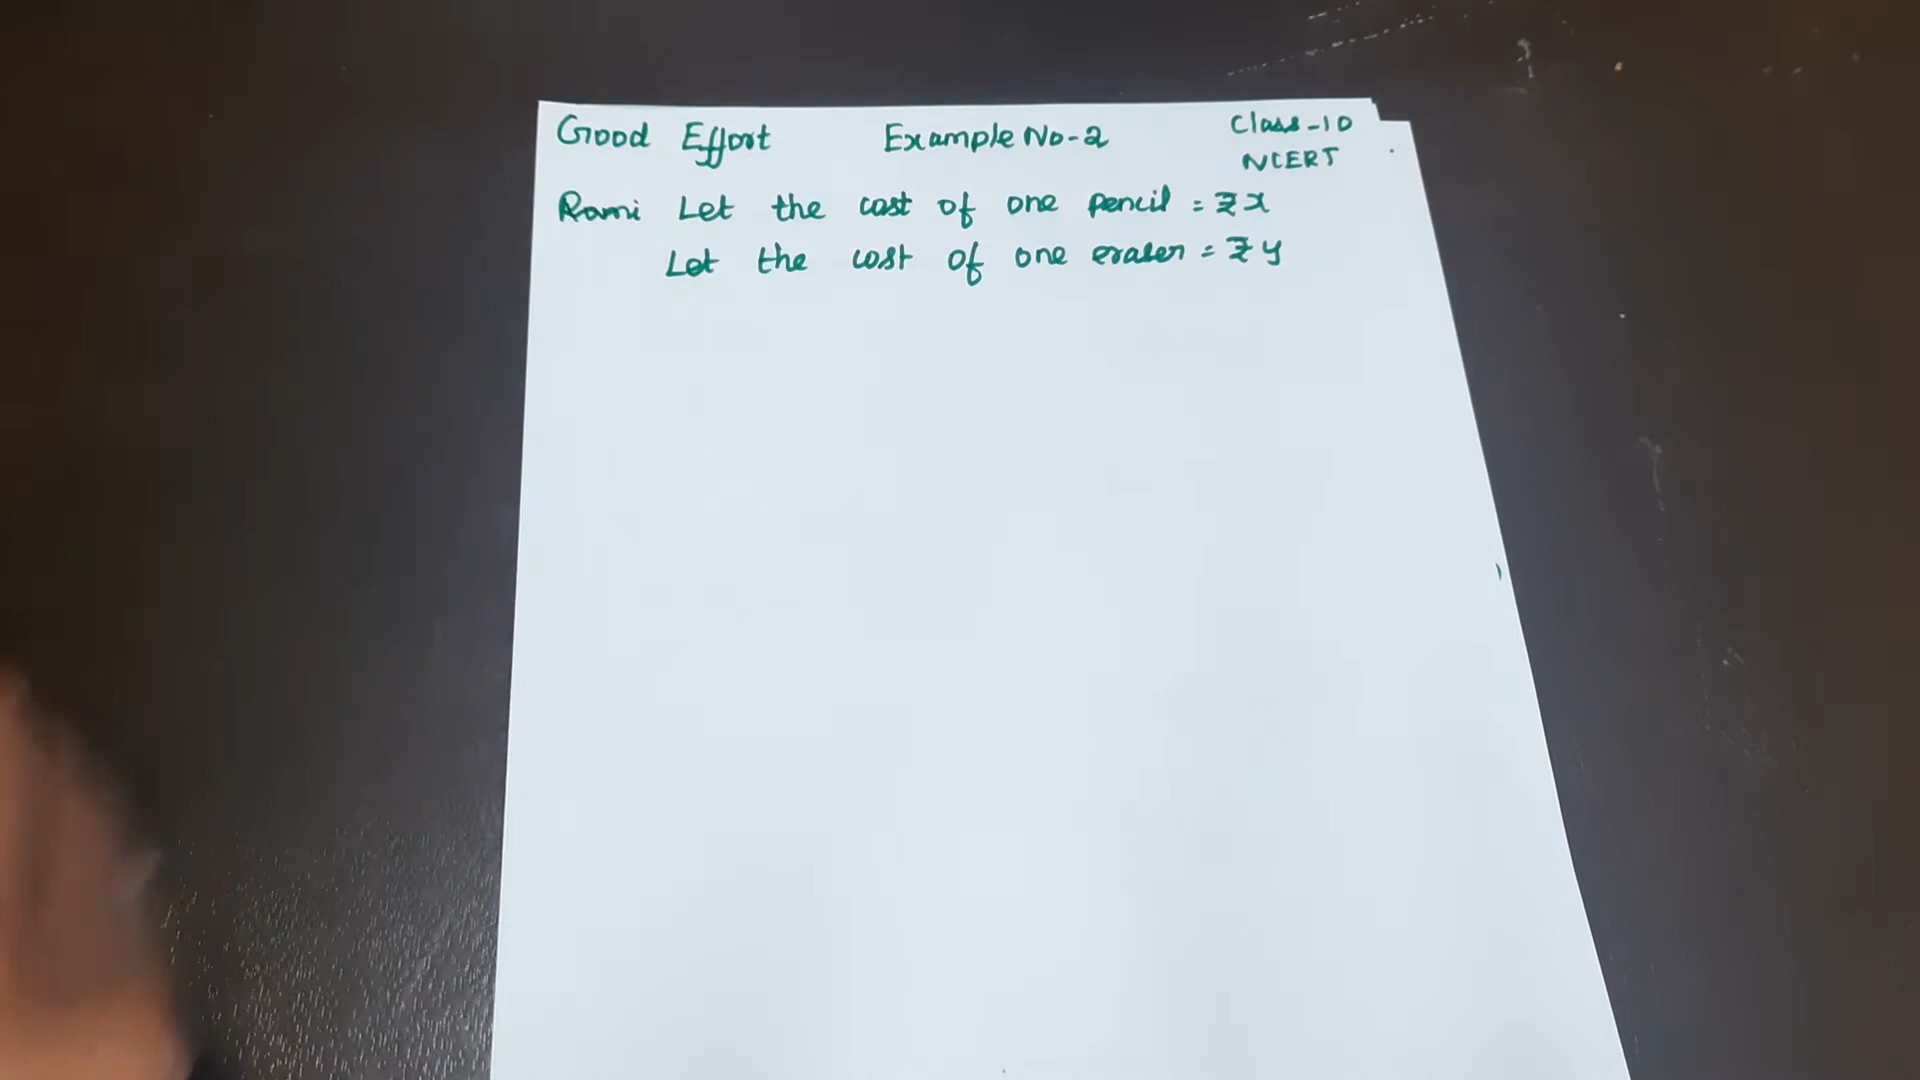 Good Effort Example No-2 Class-10
NCERT
Rami Let the cost of one pencil = ₹x
Let the cost of one eraser = ₹y